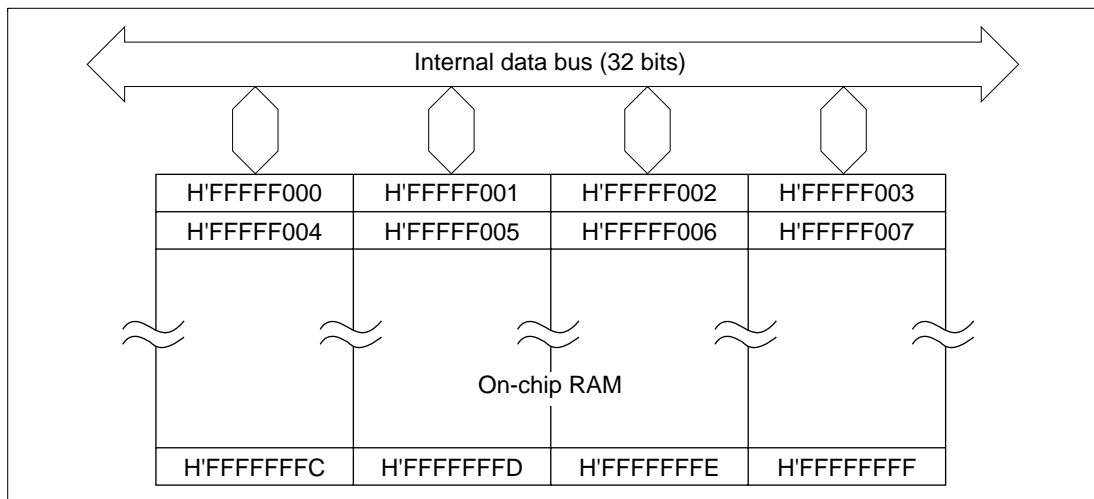 Internal data bus (32 bits)
H'FFFFF000 H'FFFFF001 H'FFFFF002 H'FFFFF003
H'FFFFF004 H'FFFFF005 H'FFFFF006 H'FFFFF007
On-chip RAM
H'FFFFFFFC H'FFFFFFFD H'FFFFFFFE H'FFFFFFFF